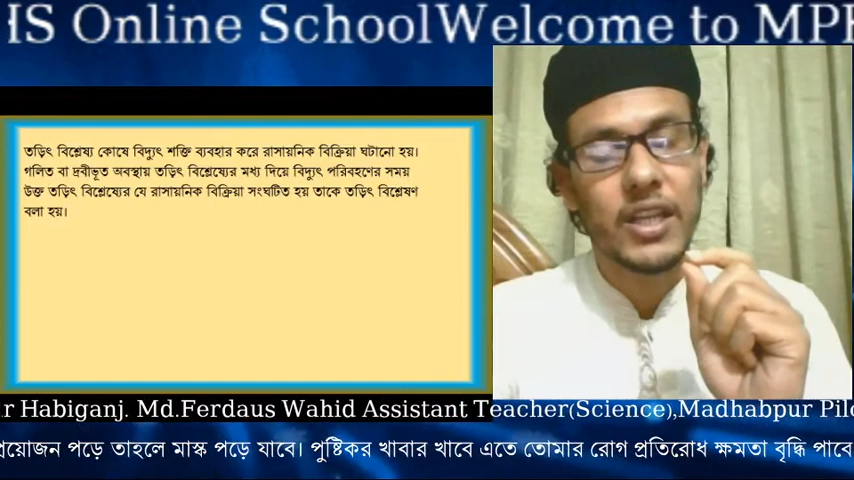 HS Online SchoolWelcome to MPH
তড়িৎ বিশ্লেষ্য কোষে বিদ্যুৎ শক্তি ব্যবহার করে রাসায়নিক বিক্রিয়া ঘটানো হয়।
গলিত বা দ্রবীভূত অবস্থায় তড়িৎ বিশ্লেষ্যের মধ্য দিয়ে বিদ্যুৎ পরিবহণের সময়
উক্ত তড়িৎ বিশ্লেষ্যের যে রাসায়নিক বিক্রিয়া সংঘটিত হয় তাকে তড়িৎ বিশ্লেষণ
বলা হয়।
r Habiganj. Md.Ferdaus Wahid Assistant Teacher(Science),Madhabpur Pilo
প্রয়োজন পড়ে তাহলে মাস্ক পড়ে যাবে। পুষ্টিকর খাবার খাবে এতে তোমার রোগ প্রতিরোধ ক্ষমতা বৃদ্ধি পাবে